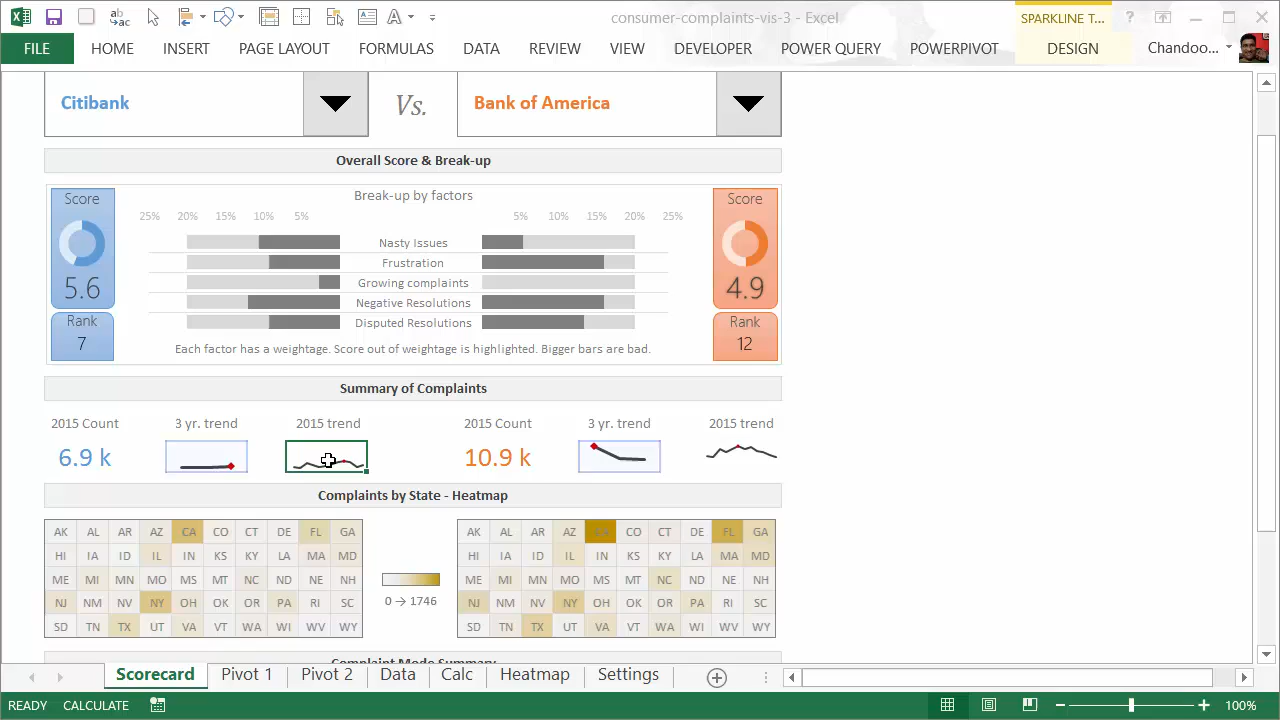 consumer-complaints-vis-3 - Excel
SPARKLINE T...
FILE HOME INSERT PAGE LAYOUT FORMULAS DATA REVIEW VIEW DEVELOPER POWER QUERY POWERPIVOT DESIGN Chandoo...
Citibank Vs. Bank of America
Overall Score & Break-up
Score Break-up by factors Score
25% 20% 15% 10% 5% 5% 10% 15% 20% 25%
Nasty Issues
Frustration
5.6 Growing complaints 4.9
Negative Resolutions
Rank Disputed Resolutions Rank
7 12
Each factor has a weightage. Score out of weightage is highlighted. Bigger bars are bad.
Summary of Complaints
2015 Count 3 yr. trend 2015 trend 2015 Count 3 yr. trend 2015 trend
6.9 k 10.9 k
Complaints by State - Heatmap
AK AL AR AZ CA CO CT DE FL GA AK AL AR AZ CO CT DE FL GA
HI IA ID IL IN KS KY LA MA MD HI IA ID IL IN KS KY LA MA MD
ME MI MN MO MS MT NC ND NE NH 0 → 1746 ME MI MN MO MS MT NC ND NE NH
NJ NM NV NY OH OK OR PA RI SC NJ NM NV NY OH OK OR PA RI SC
SD TN TX UT VA VT WA WI WV WY SD TN TX UT VA VT WA WI WV WY
Complaint Mode Summary
Scorecard Pivot 1 Pivot 2 Data Calc Heatmap Settings
READY CALCULATE 100%